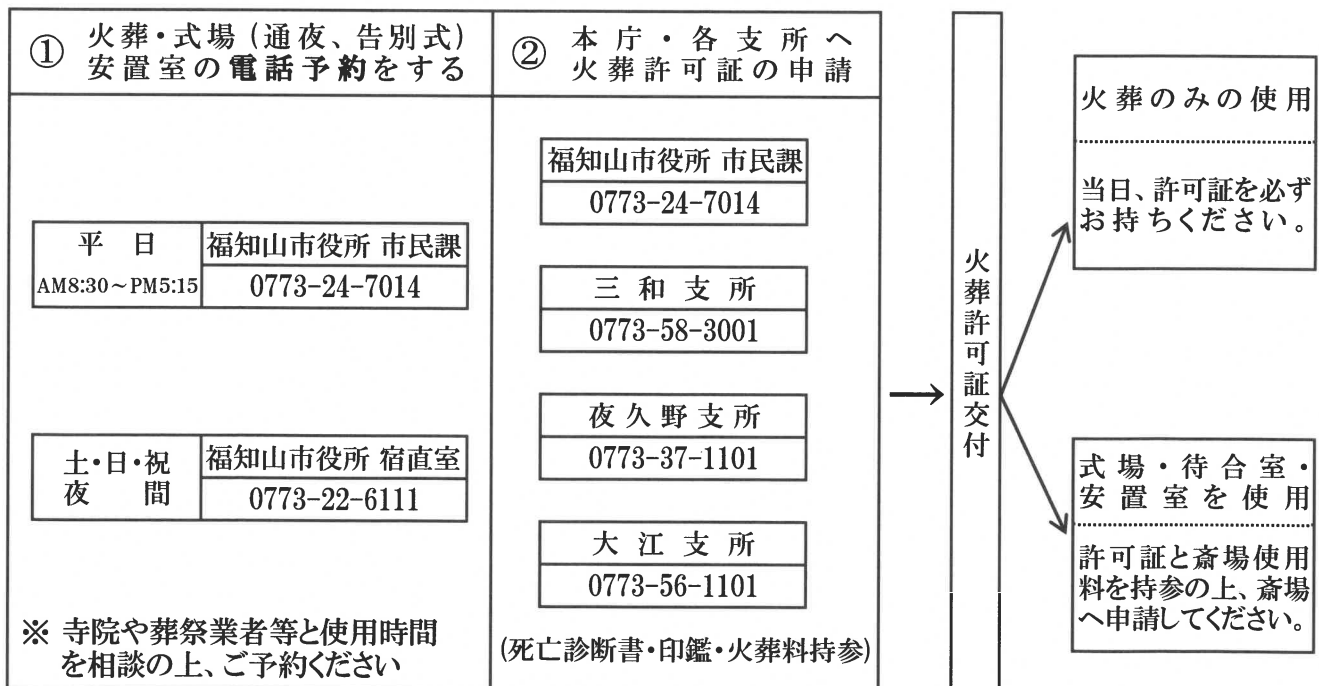 ① 火葬・式場(通夜、告別式)
安置室の電話予約をする
平日
AM8:30~PM5:15
福知山市役所 市民課
0773-24-7014
土・日・祝
夜間
福知山市役所 宿直室
0773-22-6111
※ 寺院や葬祭業者等と使用時間
を相談の上、ご予約ください
② 本庁・各支所へ
火葬許可証の申請
福知山市役所 市民課
0773-24-7014
三和支所
0773-58-3001
夜久野支所
0773-37-1101
大江支所
0773-56-1101
(死亡診断書・印鑑・火葬料持参)
火葬許可証交付
火葬のみの使用
当日、許可証を必ず
お持ちください。
式場・待合室・
安置室を使用
許可証と斎場使用
料を持参の上、斎場
へ申請してください。